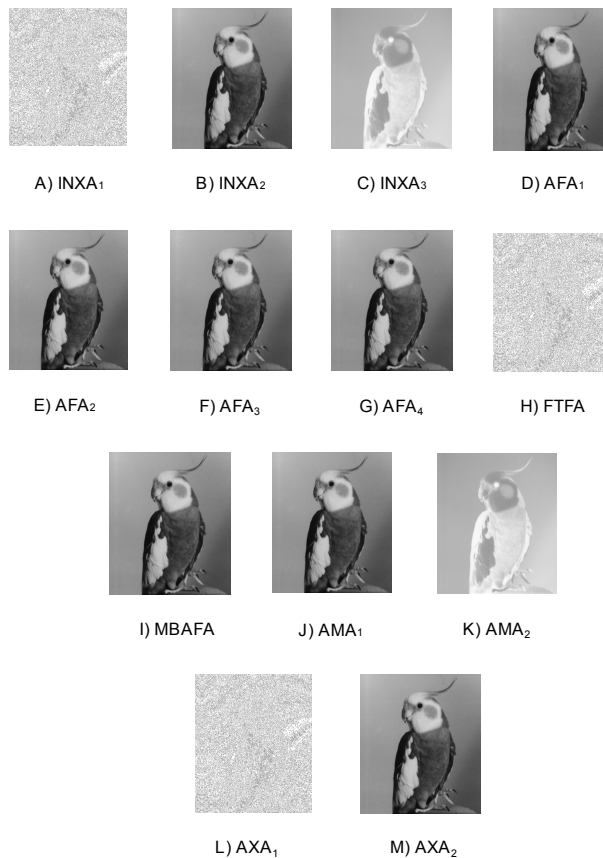 A) INXA₁ B) INXA₂ C) INXA₃ D) AFA₁
E) AFA₂ F) AFA₃ G) AFA₄ H) FTFA
I) MBAFA J) AMA₁ K) AMA₂
L) AXA₁ M) AXA₂